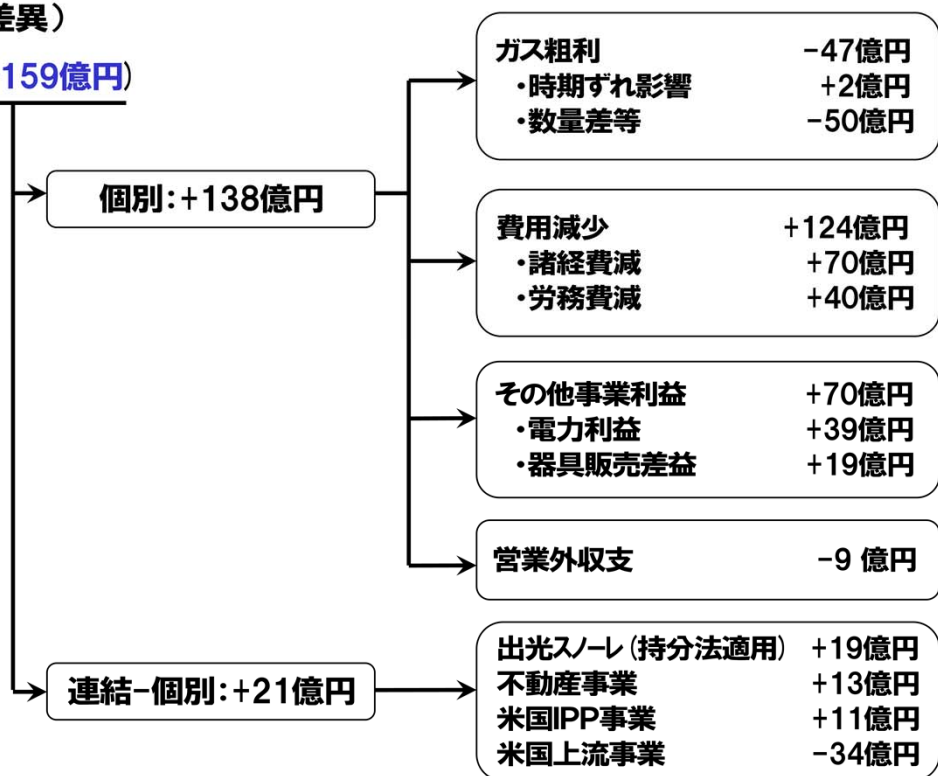 差異）
159億円)
ガス粗利 -47億円
・時期ずれ影響 +2億円
・数量差等 -50億円
個別:+138億円
費用減少 +124億円
・諸経費減 +70億円
・労務費減 +40億円
その他事業利益 +70億円
・電力利益 +39億円
・器具販売差益 +19億円
営業外収支 -9 億円
連結-個別:+21億円
出光スノーレ（持分法適用） +19億円
不動産事業 +13億円
米国IPP事業 +11億円
米国上流事業 -34億円